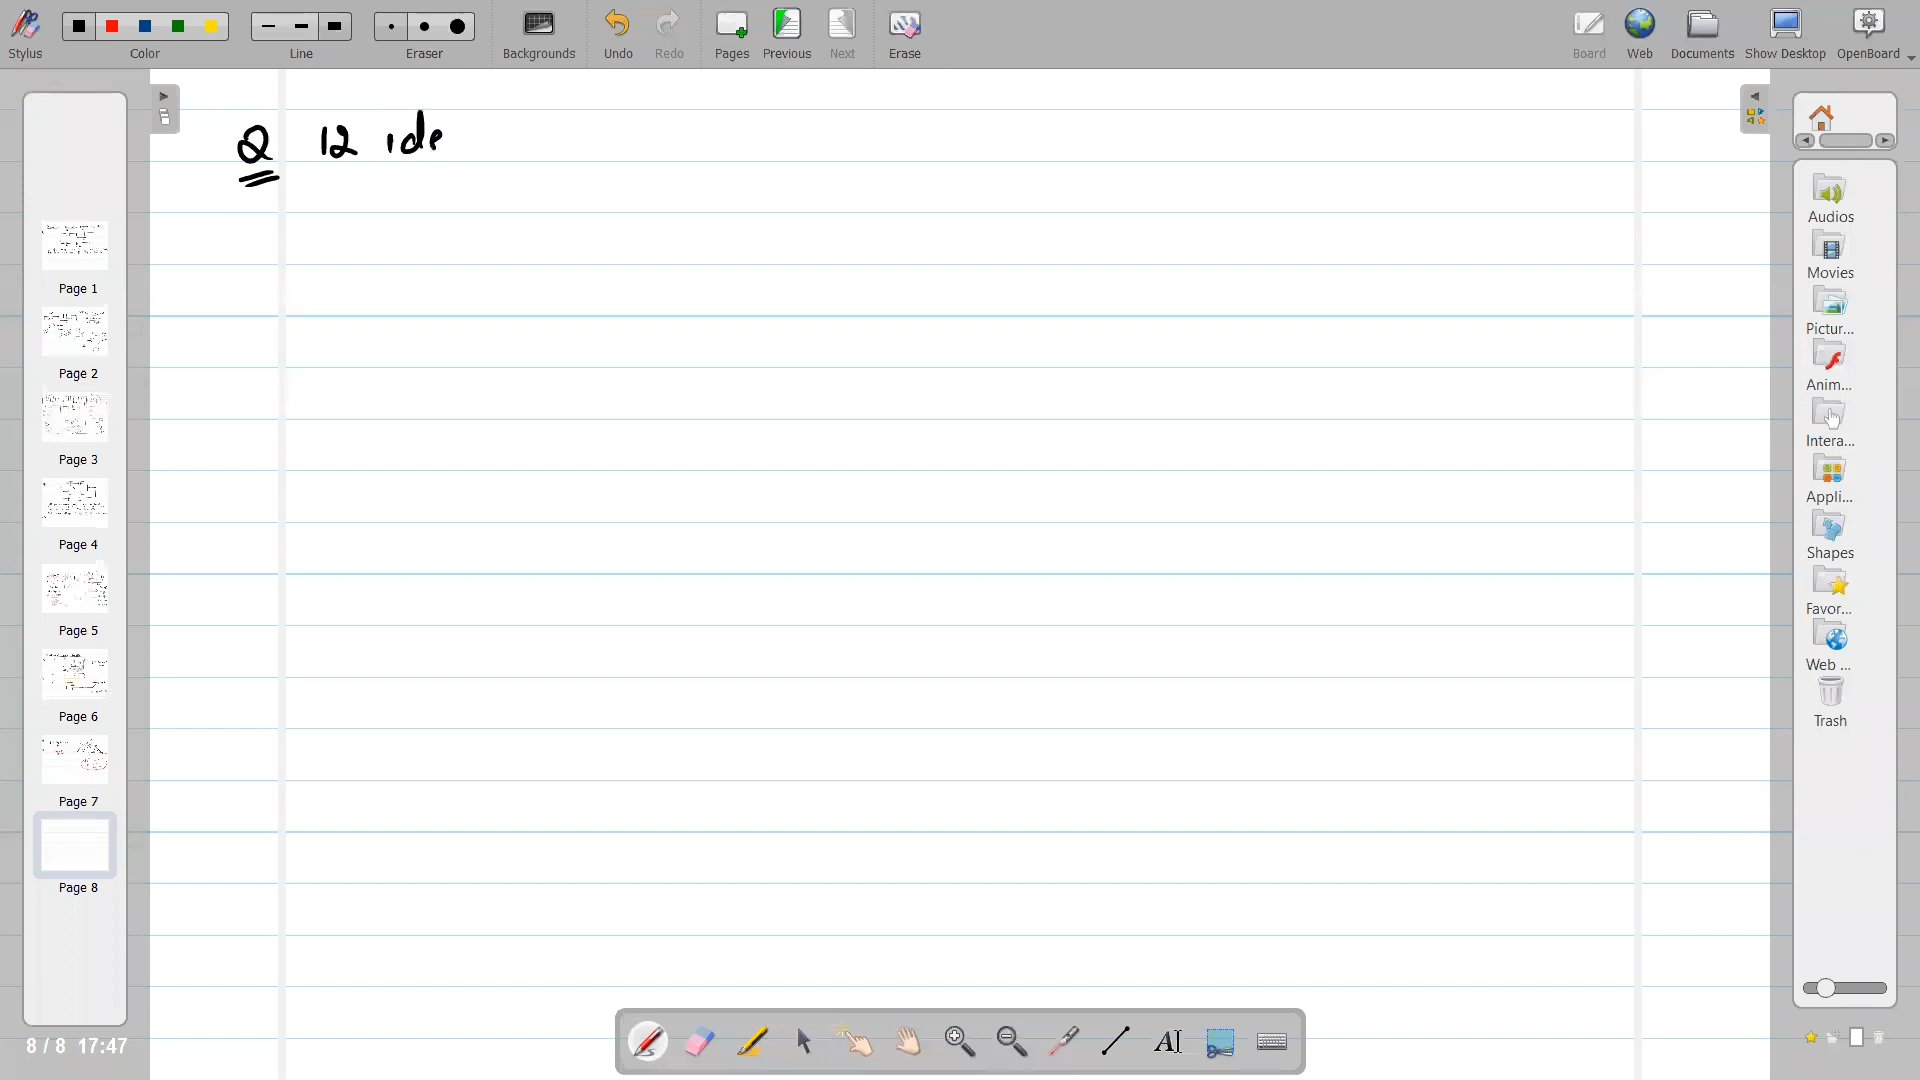 Stylus
Color
Line
Eraser
Backgrounds
Undo
Redo
Pages
Previous
Next
Erase
Board
Web
Documents
Show Desktop
OpenBoard
Q 12 ide
Page 1
Page 2
Page 3
Page 4
Page 5
Page 6
Page 7
Page 8
8 / 8 17:47
Audios
Movies
Pictur...
Anim...
Intera...
Appli...
Shapes
Favor...
Web ...
Trash
AI